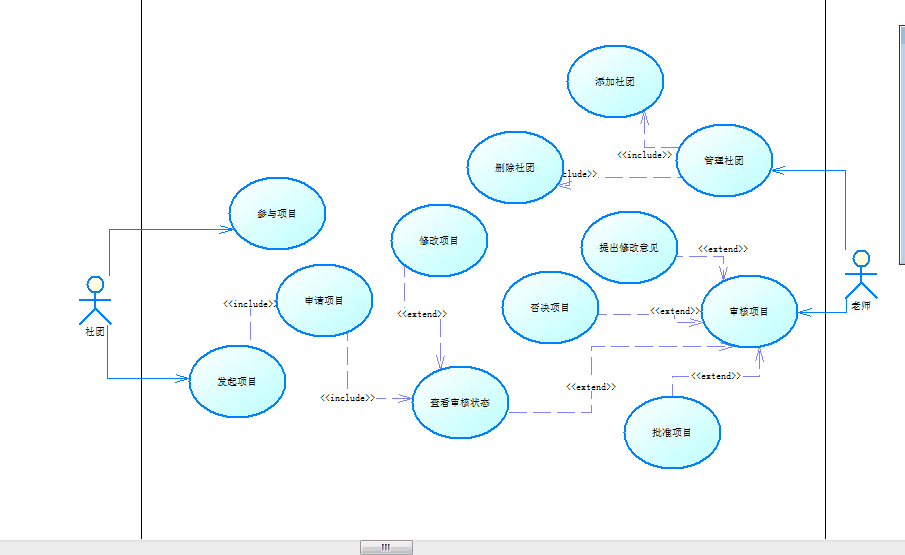 添加社团
<<include>>
管理社团
删除社团
clude>>
参与项目
修改项目
提出修改意见
<<extend>>
申请项目
<<include>>
否决项目
<<extend>>
审核项目
老师
社团
<<extend>>
发起项目
<<extend>>
<<extend>>
<<include>>
查看审核状态
批准项目